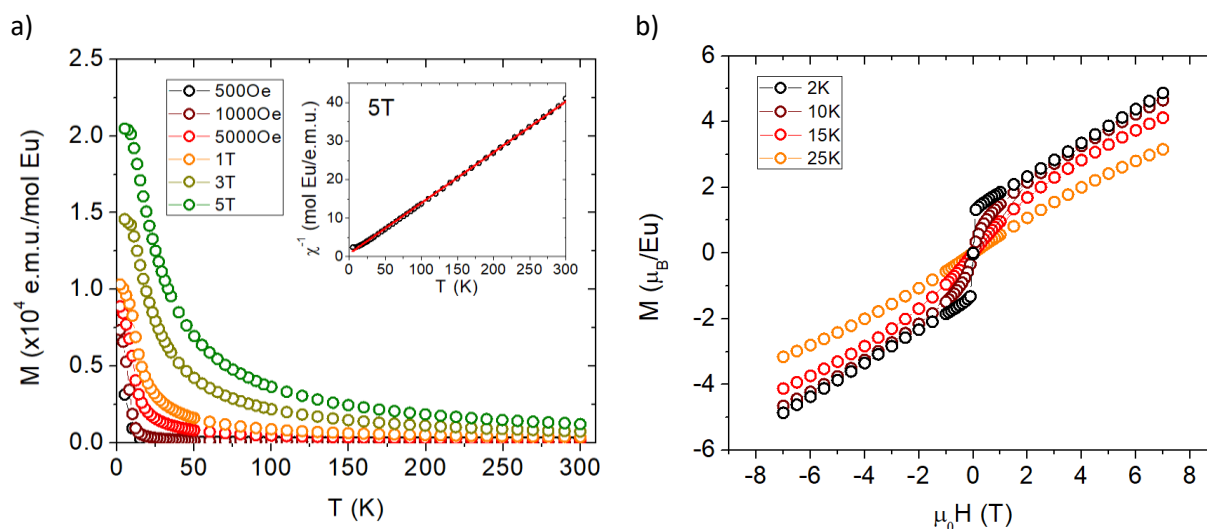 a)
M (x10⁴ e.m.u./mol Eu)
2.5
2.0
1.5
1.0
0.5
0.0
0 50 100 150 200 250 300
T (K)
500Oe
1000Oe
5000Oe
1T
3T
5T
5T
χ⁻¹ (mol Eu/e.m.u.)
40
30
20
10
0
0 50 100 150 200 250 300
T (K)
b)
M (μ_B/Eu)
6
4
2
0
-2
-4
-6
-8 -6 -4 -2 0 2 4 6 8
μ₀H (T)
2K
10K
15K
25K